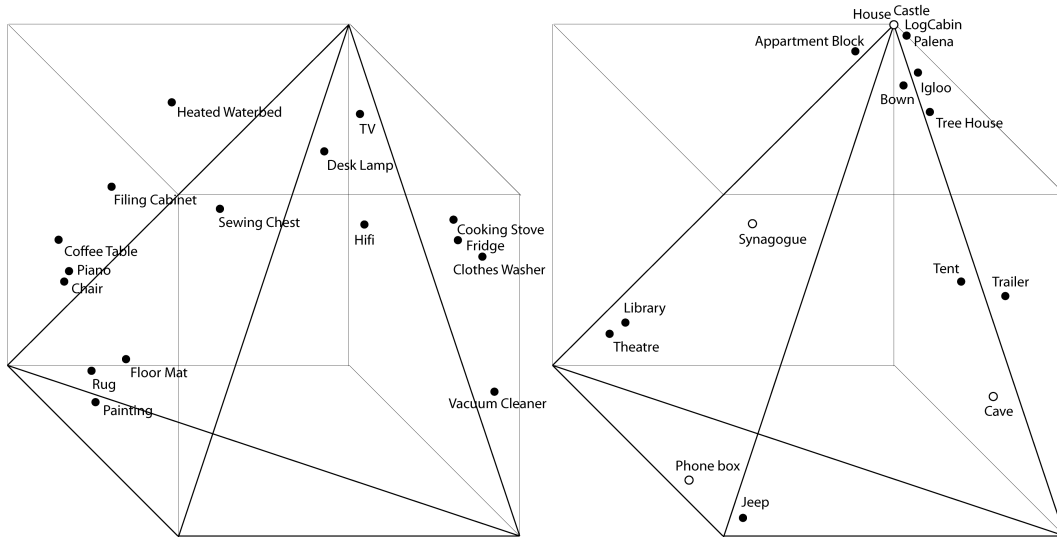 Heated Waterbed
TV
Desk Lamp
Filing Cabinet
Sewing Chest
Hifi
Cooking Stove
Fridge
Clothes Washer
Coffee Table
Piano
Chair
Floor Mat
Rug
Painting
Vacuum Cleaner
House
Castle
LogCabin
Palena
Appartment Block
Igloo
Bown
Tree House
Synagogue
Tent
Trailer
Library
Theatre
Cave
Phone box
Jeep